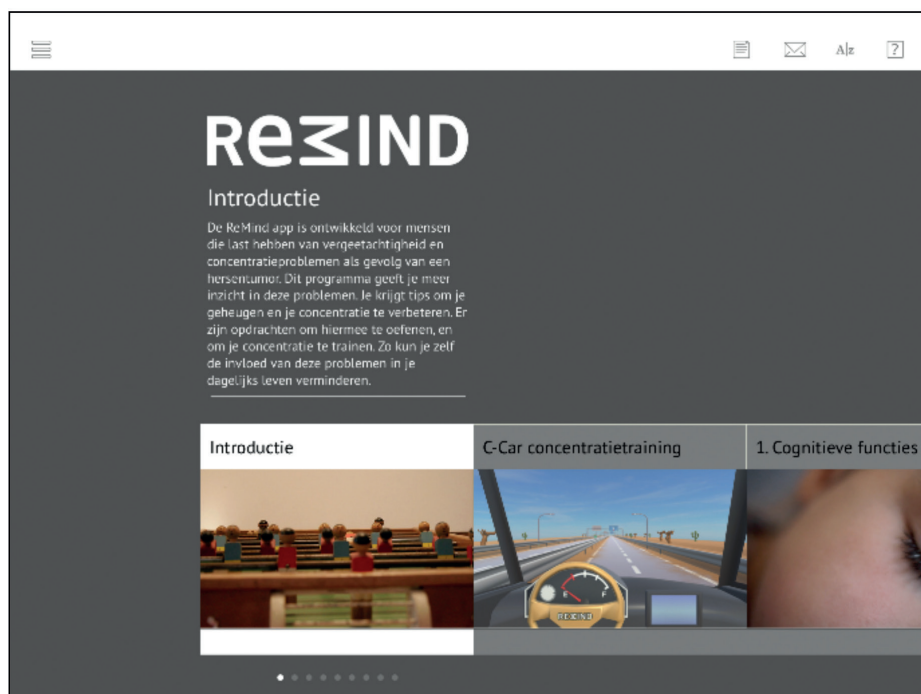 A|z
?
ReMIND
Introductie
De ReMind app is ontwikkeld voor mensen
die last hebben van vergeetachtigheid en
concentratieproblemen als gevolg van een
hersentumor. Dit programma geeft je meer
inzicht in deze problemen. Je krijgt tips om je
geheugen en je concentratie te verbeteren. Er
zijn opdrachten om hiermee te oefenen, en
om je concentratie te trainen. Zo kun je zelf
de invloed van deze problemen in je
dagelijks leven verminderen.
Introductie
C-Car concentratietraining
1. Cognitieve functies
E F
REMIND